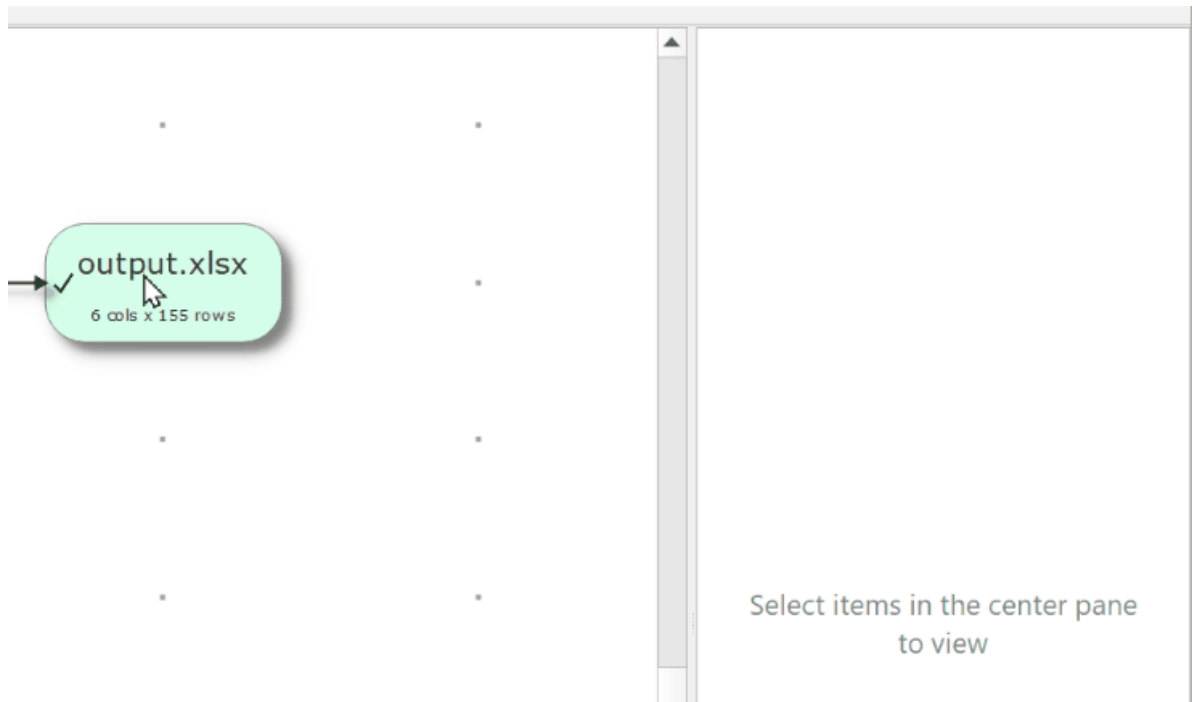 output.xlsx
6 cols x 155 rows
Select items in the center pane
to view